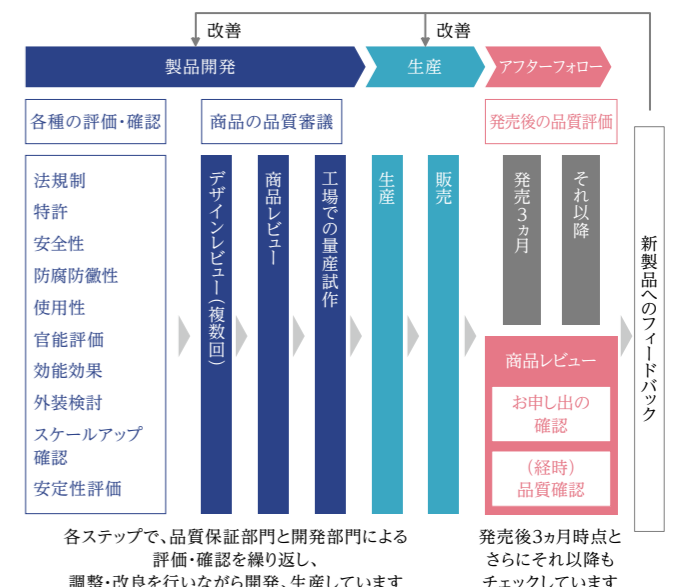 改善
改善
製品開発
生産
アフターフォロー
各種の評価・確認
商品の品質審議
発売後の品質評価
法規制
特許
安全性
防腐防黴性
使用性
官能評価
効能効果
外装検討
スケールアップ
確認
安定性評価
デザインレビュー（複数回）
商品レビュー
工場での量産試作
生産
販売
発売3ヵ月
それ以降
商品レビュー
お申し出の
確認
（経時）
品質確認
新製品へのフィードバック
各ステップで、品質保証部門と開発部門による
評価・確認を繰り返し、
調整・改良を行いながら開発、生産しています
発売後3ヵ月時点と
さらにそれ以降も
チェックしています